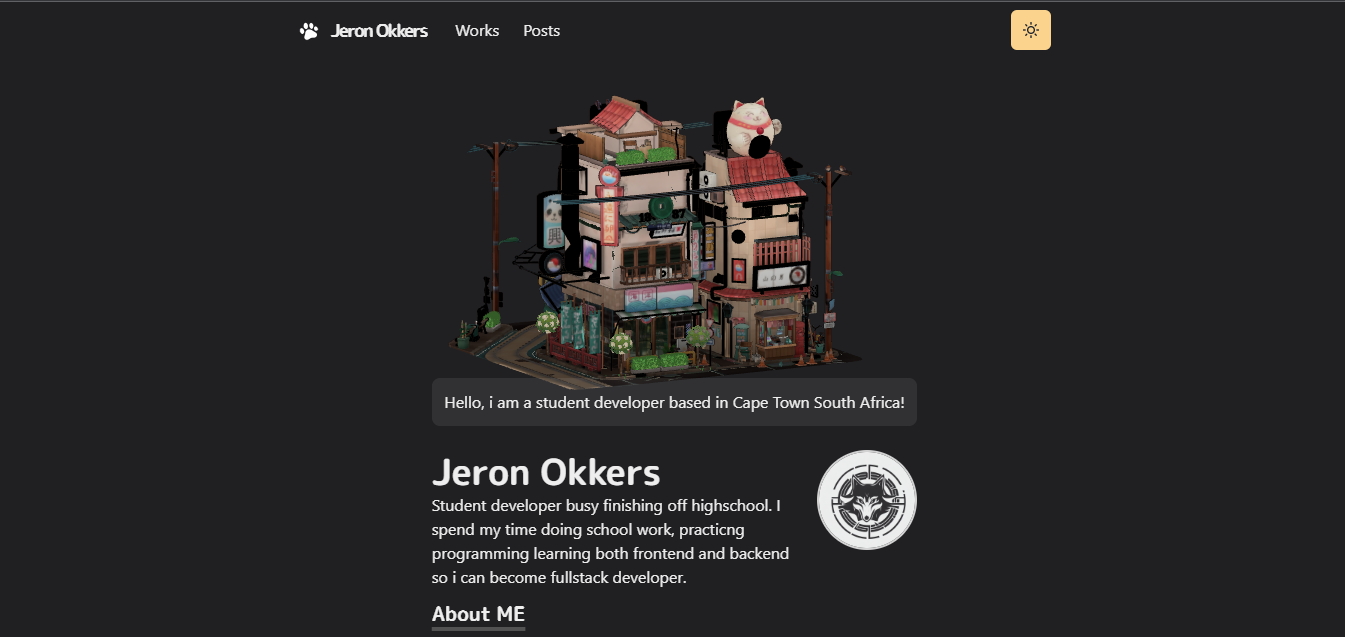 Jeron Okkers Works Posts
興
Hello, i am a student developer based in Cape Town South Africa!
Jeron Okkers
Student developer busy finishing off highschool. I
spend my time doing school work, practicng
programming learning both frontend and backend
so i can become fullstack developer.
About ME